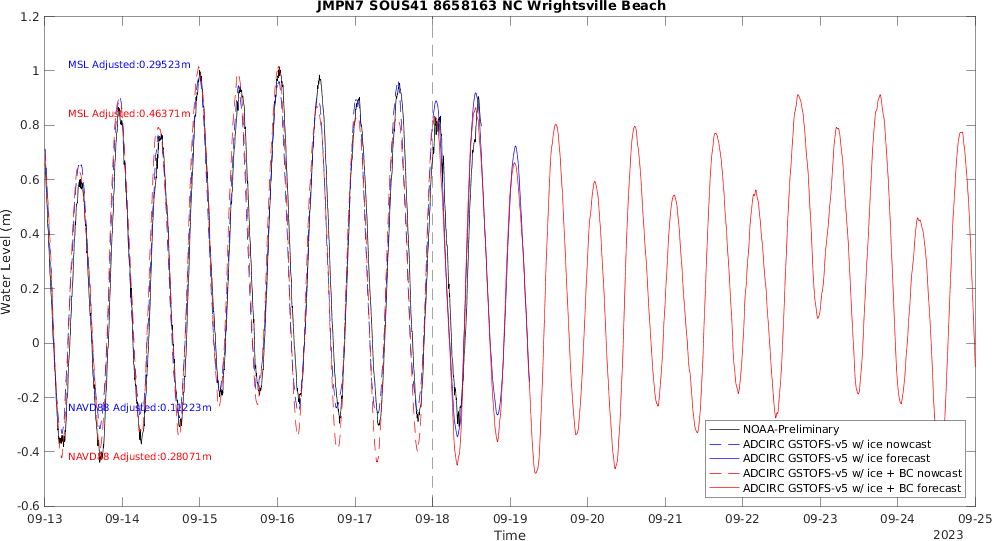 JMPN7 SOUS41 8658163 NC Wrightsville Beach
1.2
1
0.8
0.6
0.4
0.2
0
-0.2
-0.4
-0.6
Water Level (m)
MSL Adjusted:0.29523m
MSL Adjusted:0.46371m
NAVD88 Adjusted:0.11223m
NAVD88 Adjusted:0.28071m
NOAA-Preliminary
ADCIRC GSTOFS-v5 w/ ice nowcast
ADCIRC GSTOFS-v5 w/ ice forecast
ADCIRC GSTOFS-v5 w/ ice + BC nowcast
ADCIRC GSTOFS-v5 w/ ice + BC forecast
09-13 09-14 09-15 09-16 09-17 09-18 09-19 09-20 09-21 09-22 09-23 09-24 09-25
Time
2023